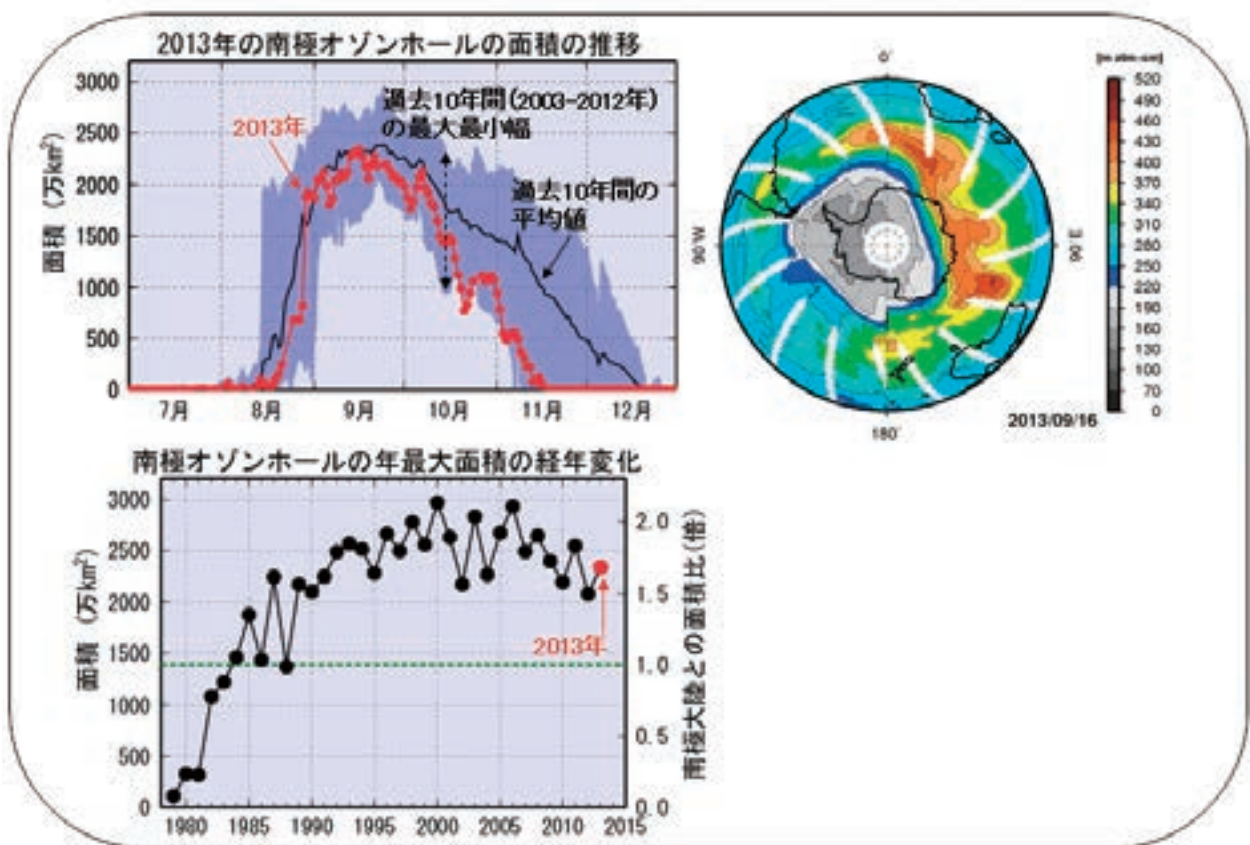 2013年の南極オゾンホールの面積の推移
面積 (万km²)
3000
2500
2000
1500
1000
500
0
2013年
過去10年間(2003-2012年)
の最大最小幅
過去10年間の
平均値
7月 8月 9月 10月 11月 12月
0°
90°W
90°E
180°
2013/09/16
[m atm-cm]
520
490
460
430
400
370
340
310
280
250
220
190
160
130
100
70
0
南極オゾンホールの年最大面積の経年変化
面積 (万km²)
3000
2500
2000
1500
1000
500
0
2013年
2.0
1.5
1.0
0.5
0.0
南極大陸との面積比(倍)
1980 1985 1990 1995 2000 2005 2010 2015